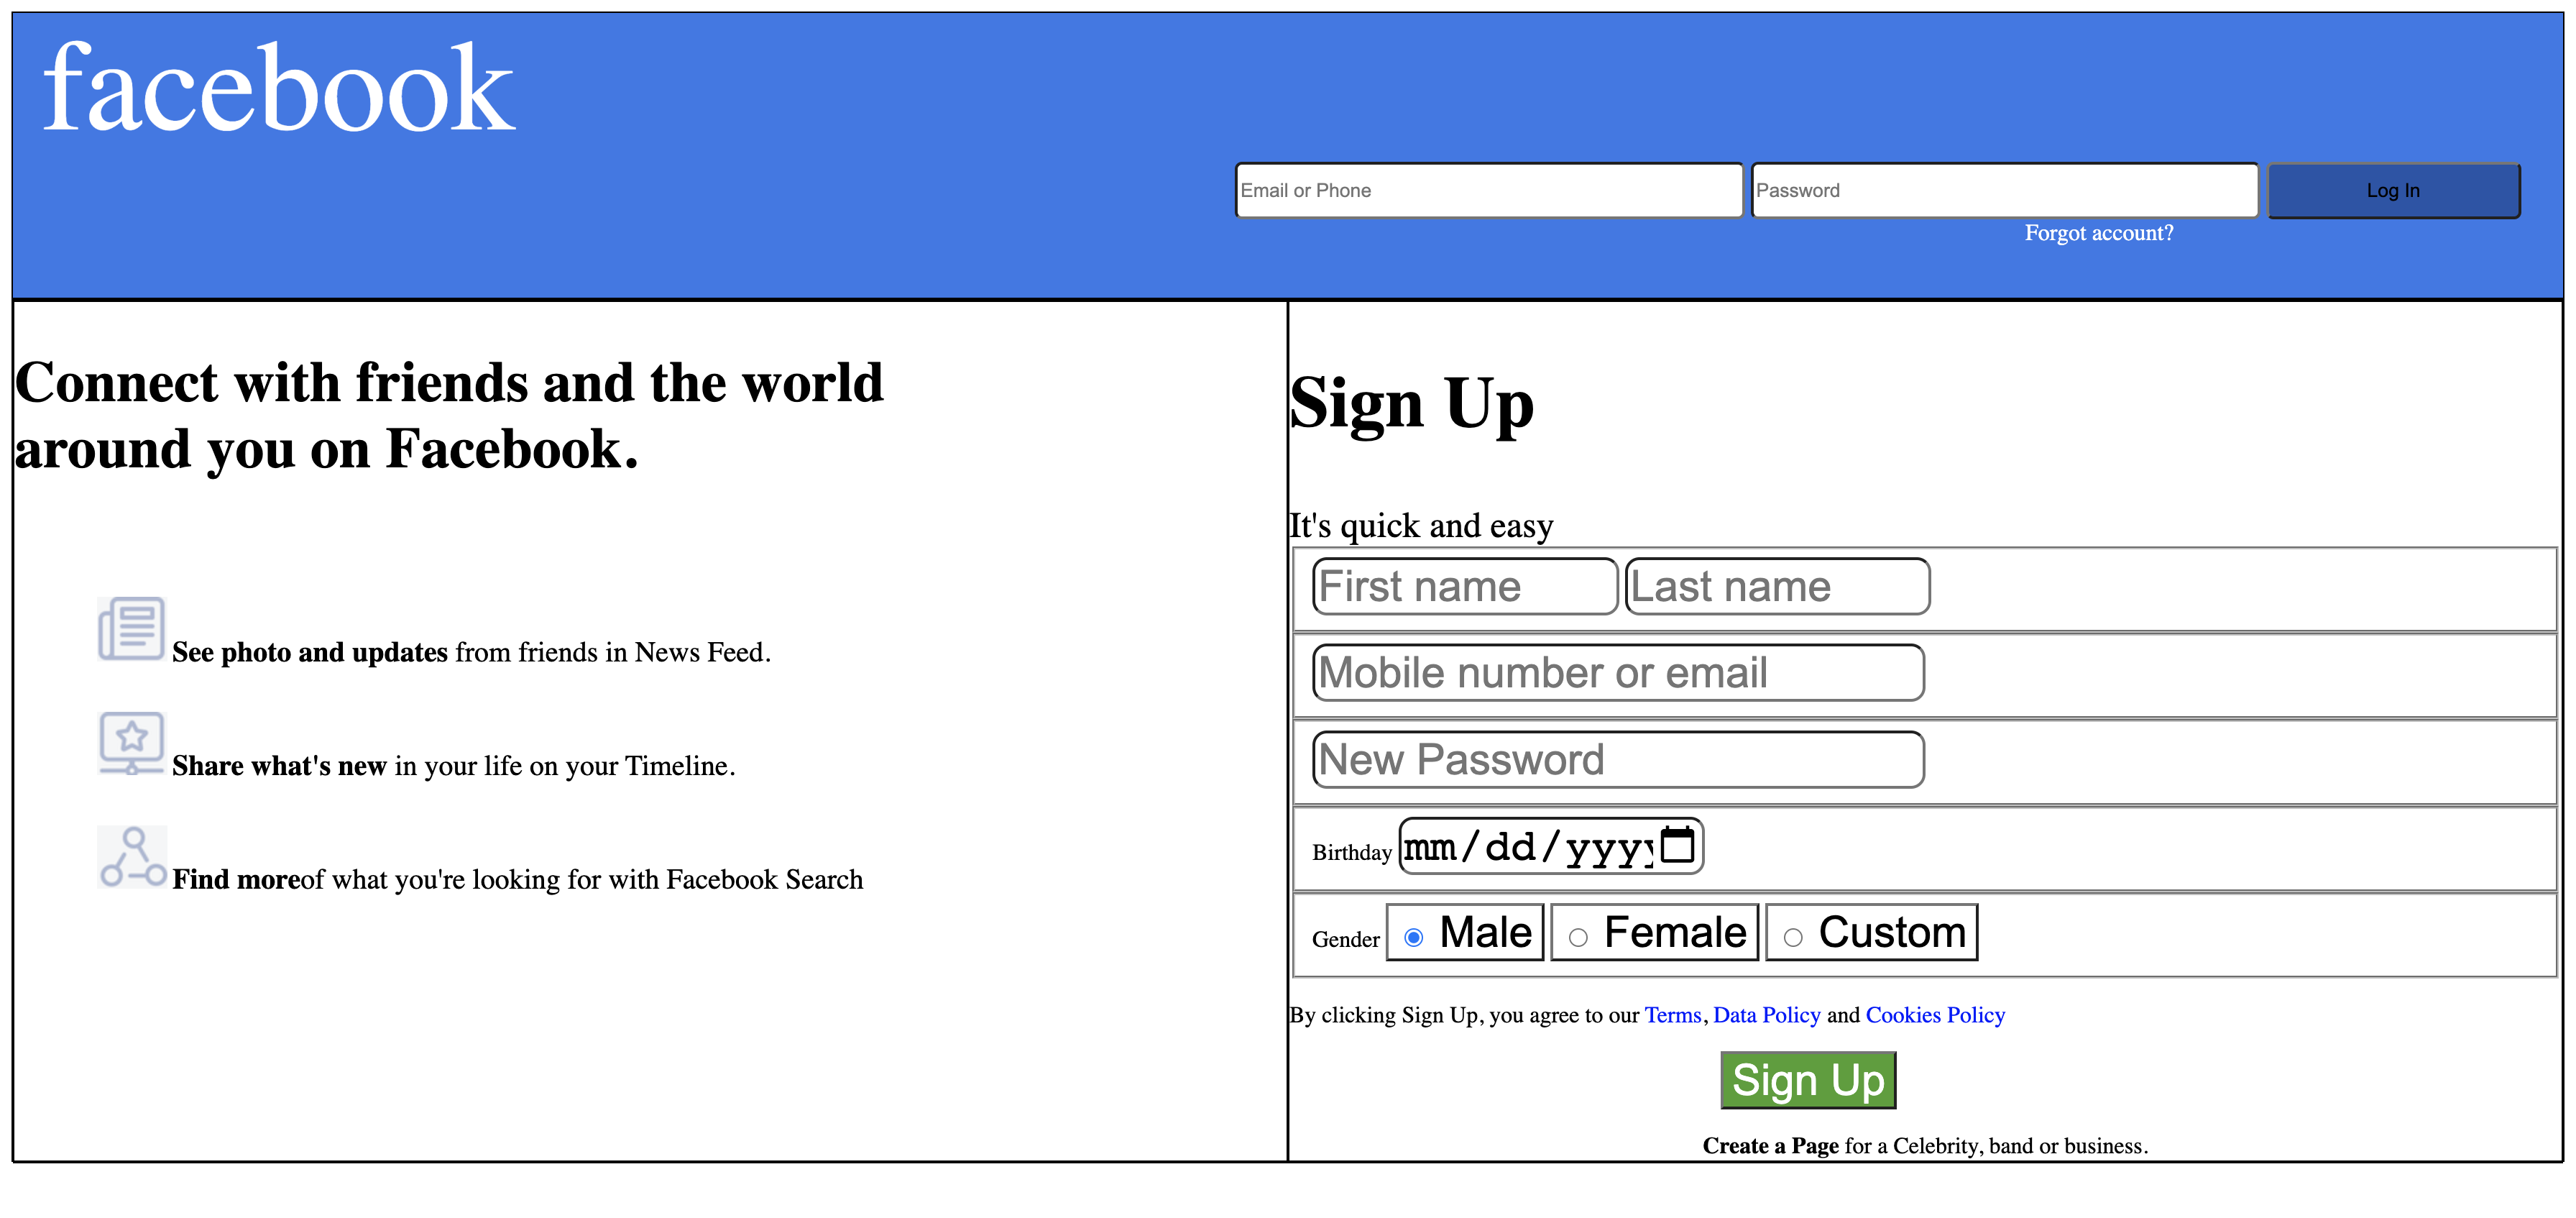 facebook
Email or Phone Password Log In
Forgot account?
Connect with friends and the world
around you on Facebook.
See photo and updates from friends in News Feed.
Share what's new in your life on your Timeline.
Find moreof what you're looking for with Facebook Search
Sign Up
It's quick and easy
First name Last name
Mobile number or email
New Password
Birthday mm/dd/yyyy
Gender Male Female Custom
By clicking Sign Up, you agree to our Terms, Data Policy and Cookies Policy
Sign Up
Create a Page for a Celebrity, band or business.